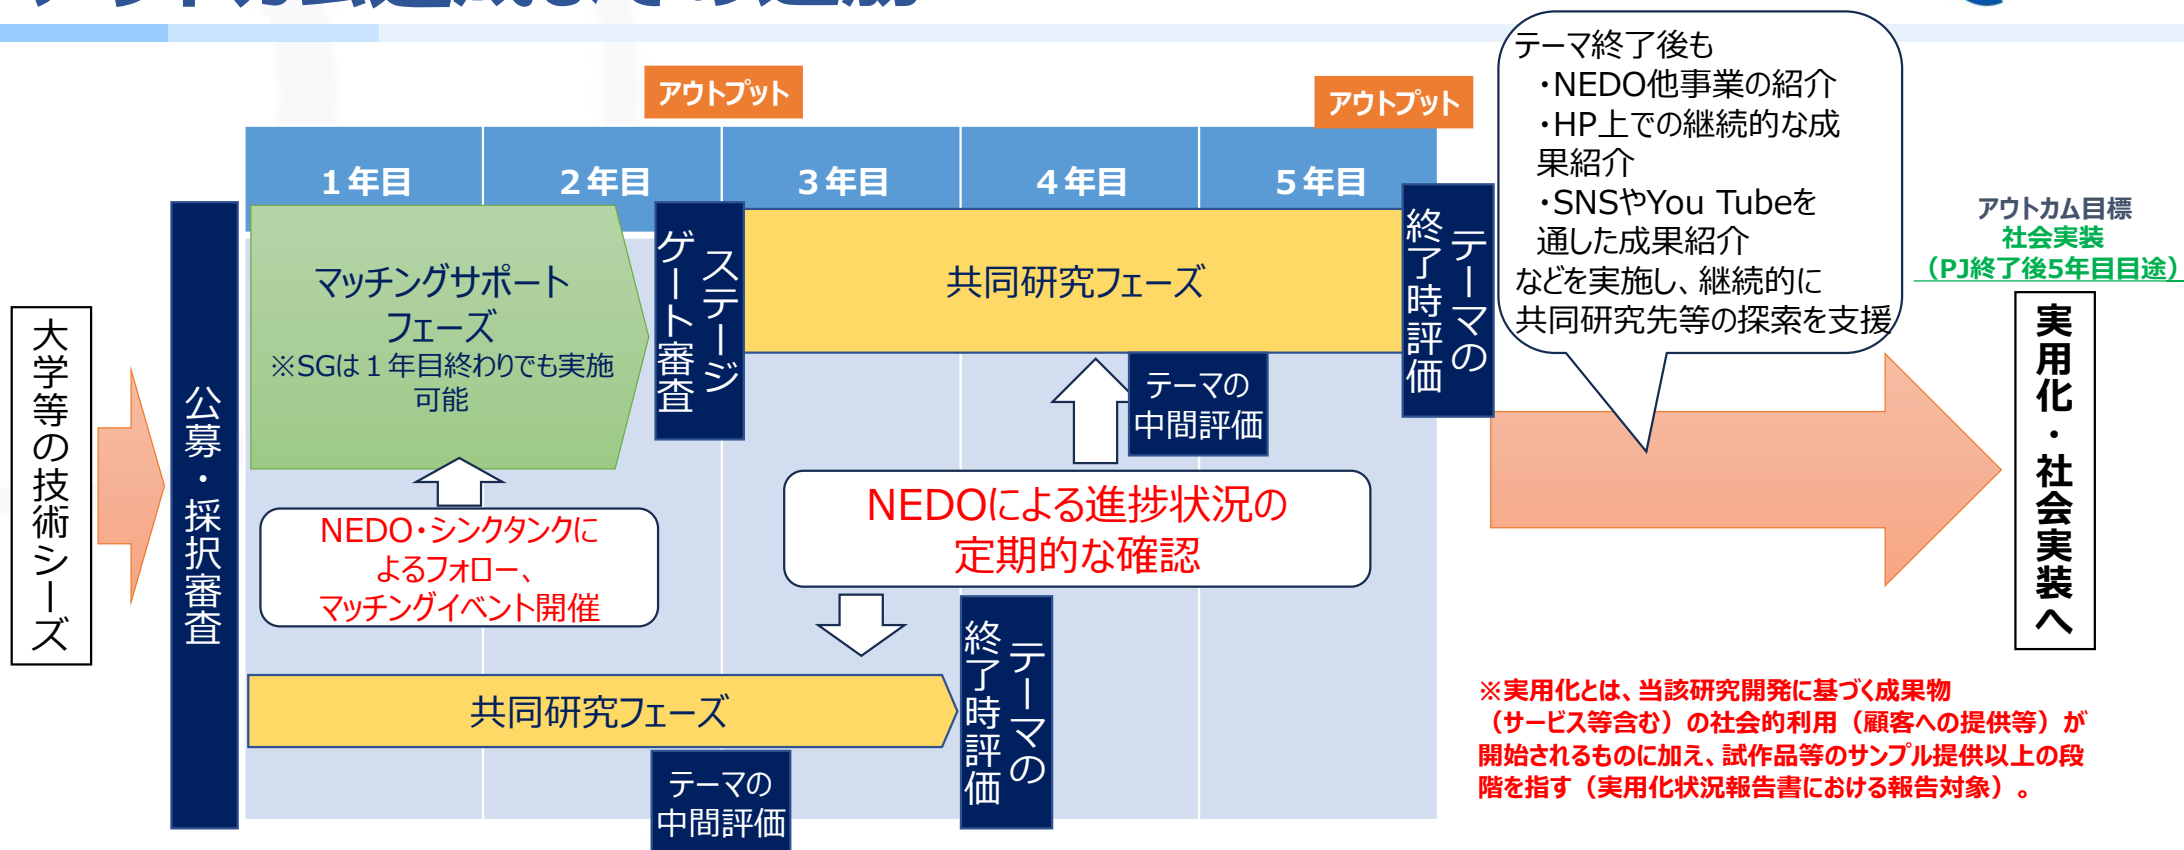 アウトカム達成までの道筋
アウトプット
アウトプット
1年目
2年目
3年目
4年目
5年目
大学等の技術シーズ
公募・採択審査
マッチングサポート
フェーズ
※SGは1年目終わりでも実施
可能
ステージ
ゲート審査
共同研究フェーズ
テーマの
終了時評価
テーマの
中間評価
NEDO・シンクタンクに
よるフォロー、
マッチングイベント開催
NEDOによる進捗状況の
定期的な確認
共同研究フェーズ
テーマの
中間評価
テーマの
終了時評価
テーマ終了後も
・NEDO他事業の紹介
・HP上での継続的な成
果紹介
・SNSやYou Tubeを
通した成果紹介
などを実施し、継続的に
共同研究先等の探索を支援
アウトカム目標
社会実装
（PJ終了後5年目目途）
実用化・社会実装へ
※実用化とは、当該研究開発に基づく成果物
（サービス等含む）の社会的利用（顧客への提供等）が
開始されるものに加え、試作品等のサンプル提供以上の段
階を指す（実用化状況報告書における報告対象）。